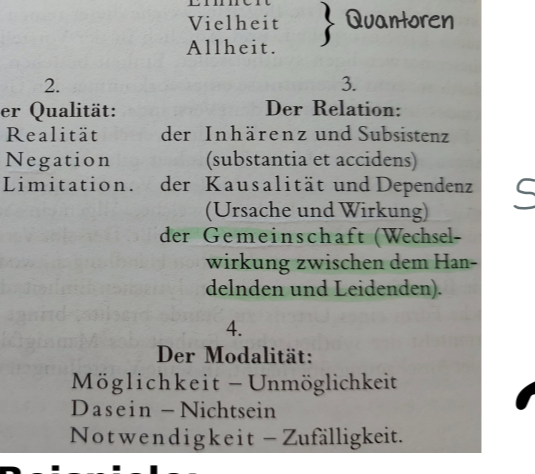 Einheit
Vielheit } Quantoren
Allheit.
2. 3.
er Qualität: Der Relation:
Realität der Inhärenz und Subsistenz
Negation (substantia et accidens)
Limitation. der Kausalität und Dependenz
(Ursache und Wirkung)
der Gemeinschaft (Wechsel-
wirkung zwischen dem Han-
delnden und Leidenden).
4.
Der Modalität:
Möglichkeit – Unmöglichkeit
Dasein – Nichtsein
Notwendigkeit – Zufälligkeit.